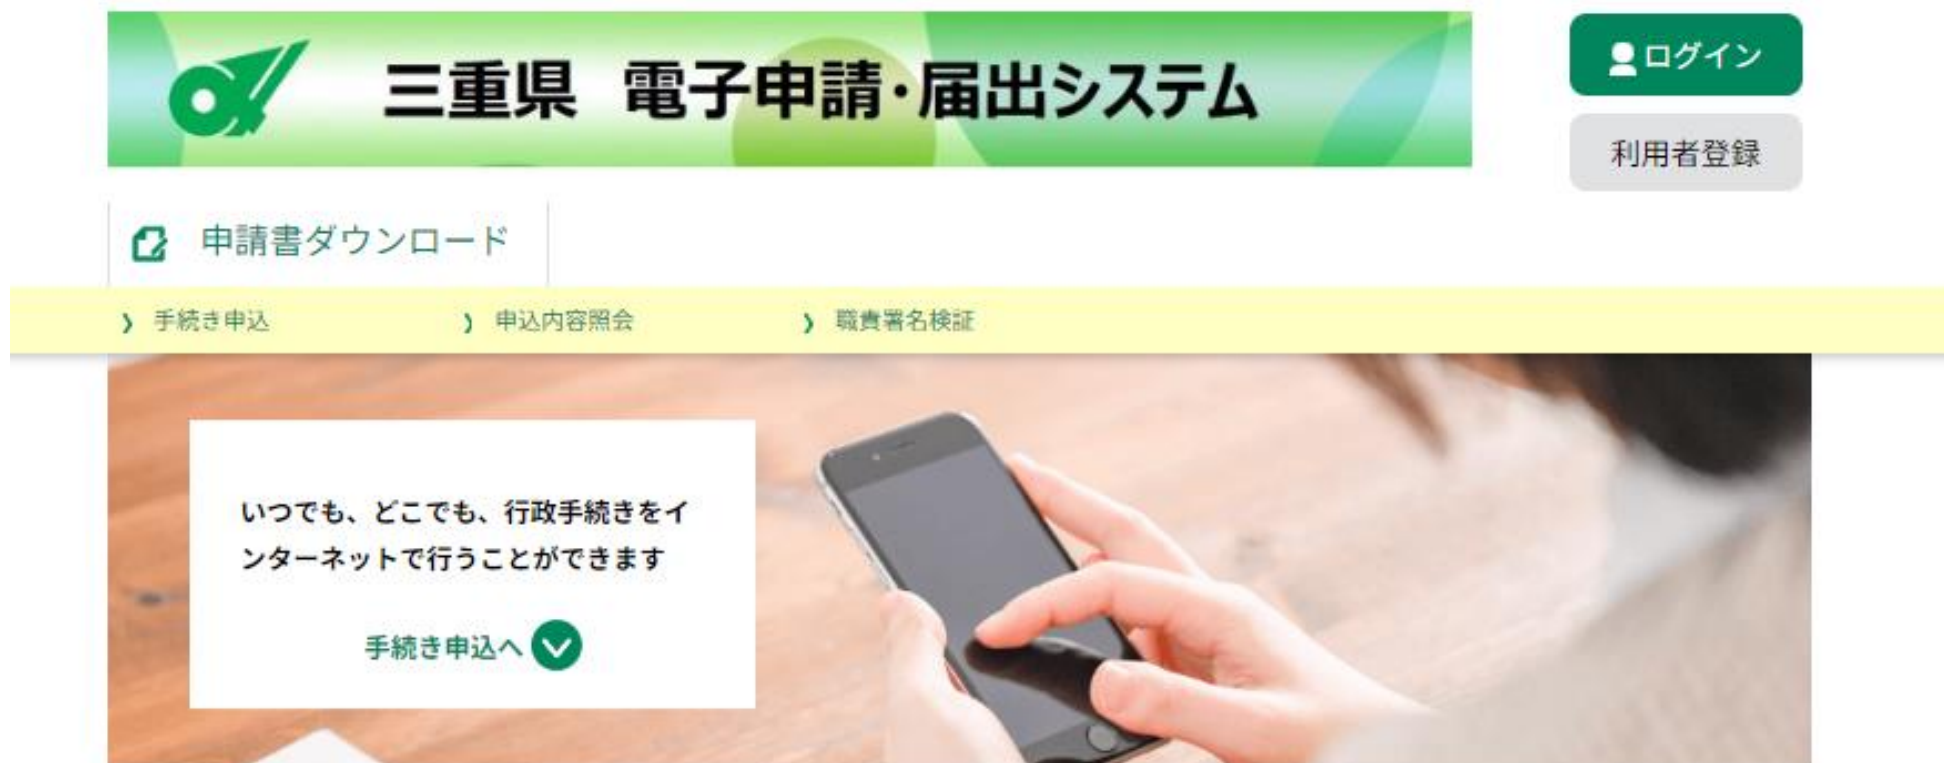 三重県 電子申請・届出システム
ログイン
利用者登録
申請書ダウンロード
手続き申込
申込内容照会
職責署名検証
いつでも、どこでも、行政手続きをイ
ンターネットで行うことができます
手続き申込へ